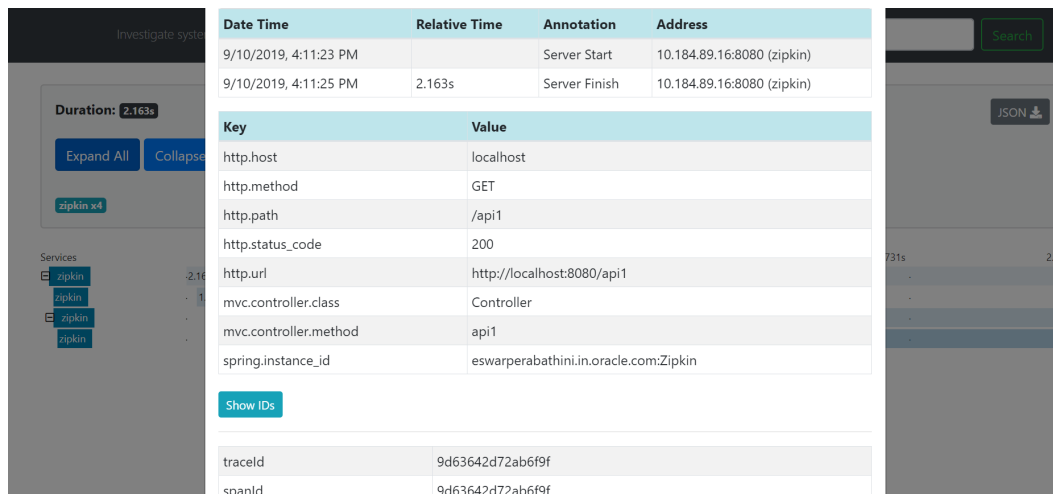 Investigate syste
Search
Date Time Relative Time Annotation Address
9/10/2019, 4:11:23 PM Server Start 10.184.89.16:8080 (zipkin)
9/10/2019, 4:11:25 PM 2.163s Server Finish 10.184.89.16:8080 (zipkin)
Duration: 2.163s
JSON
Expand All Collapse
zipkin x4
Key Value
http.host localhost
http.method GET
http.path /api1
http.status_code 200
http.url http://localhost:8080/api1
mvc.controller.class Controller
mvc.controller.method api1
spring.instance_id eswarperabathini.in.oracle.com:Zipkin
Services 731s 2.
zipkin 2.16
zipkin 1.
zipkin
zipkin
Show IDs
traceId 9d63642d72ab6f9f
spanId 9d63642d72ab6f9f